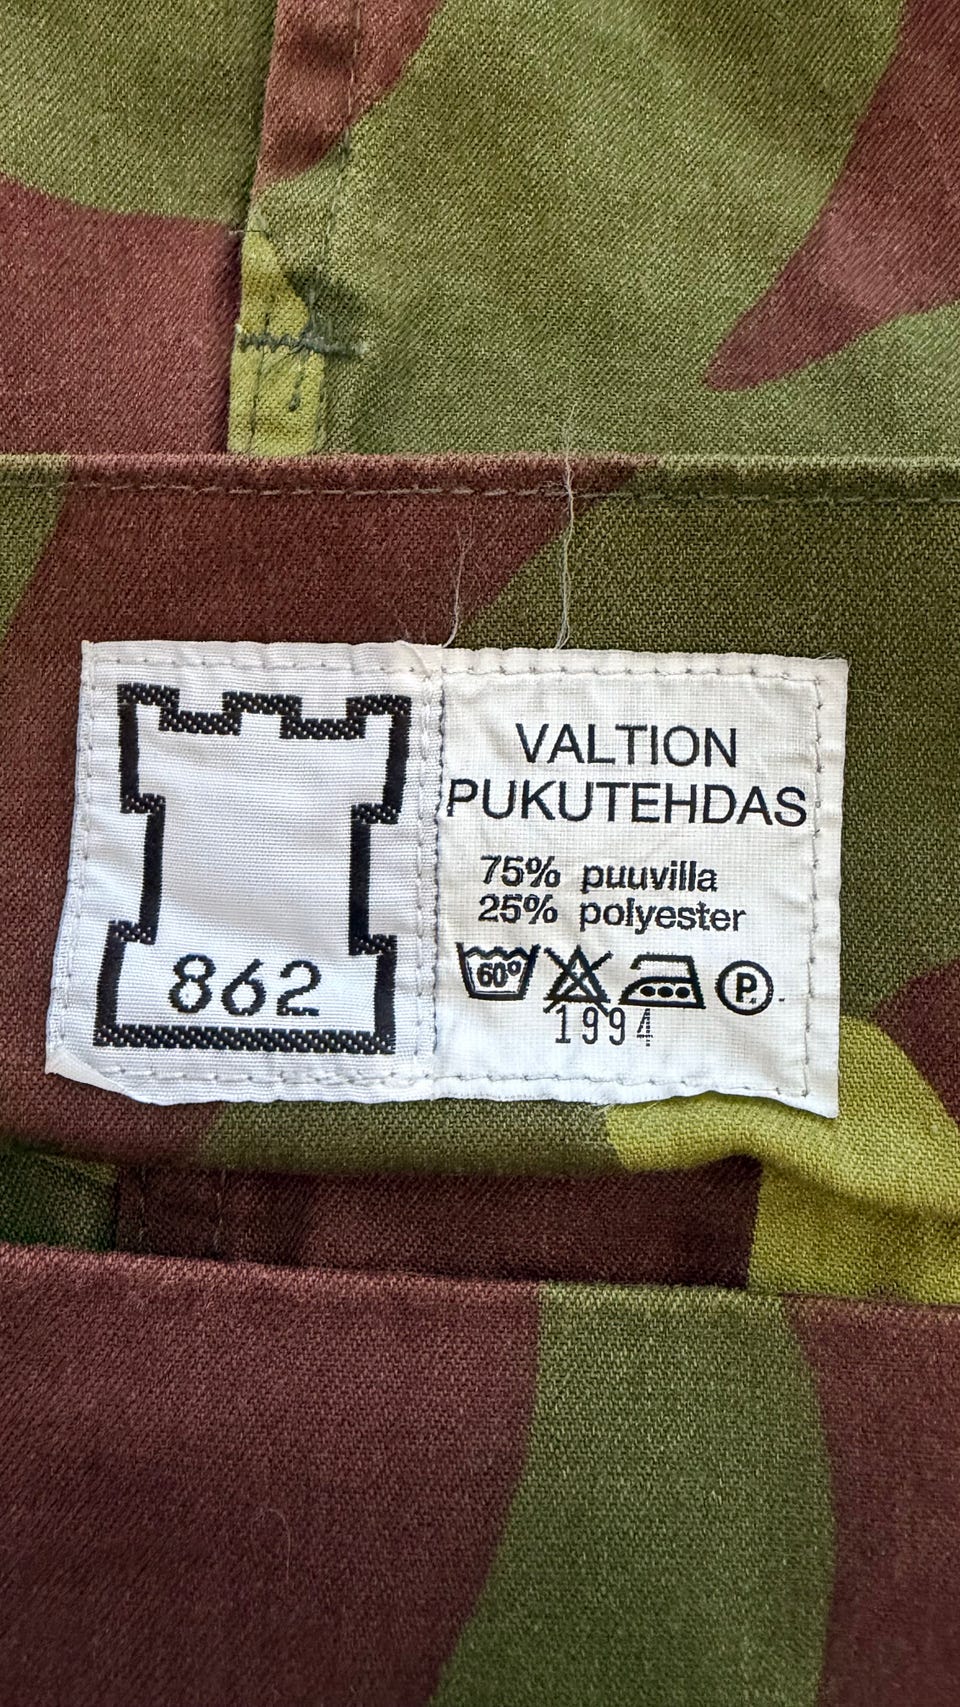 862
VALTION
PUKUTEHDAS
75% puuvilla
25% polyester
60° P
1994